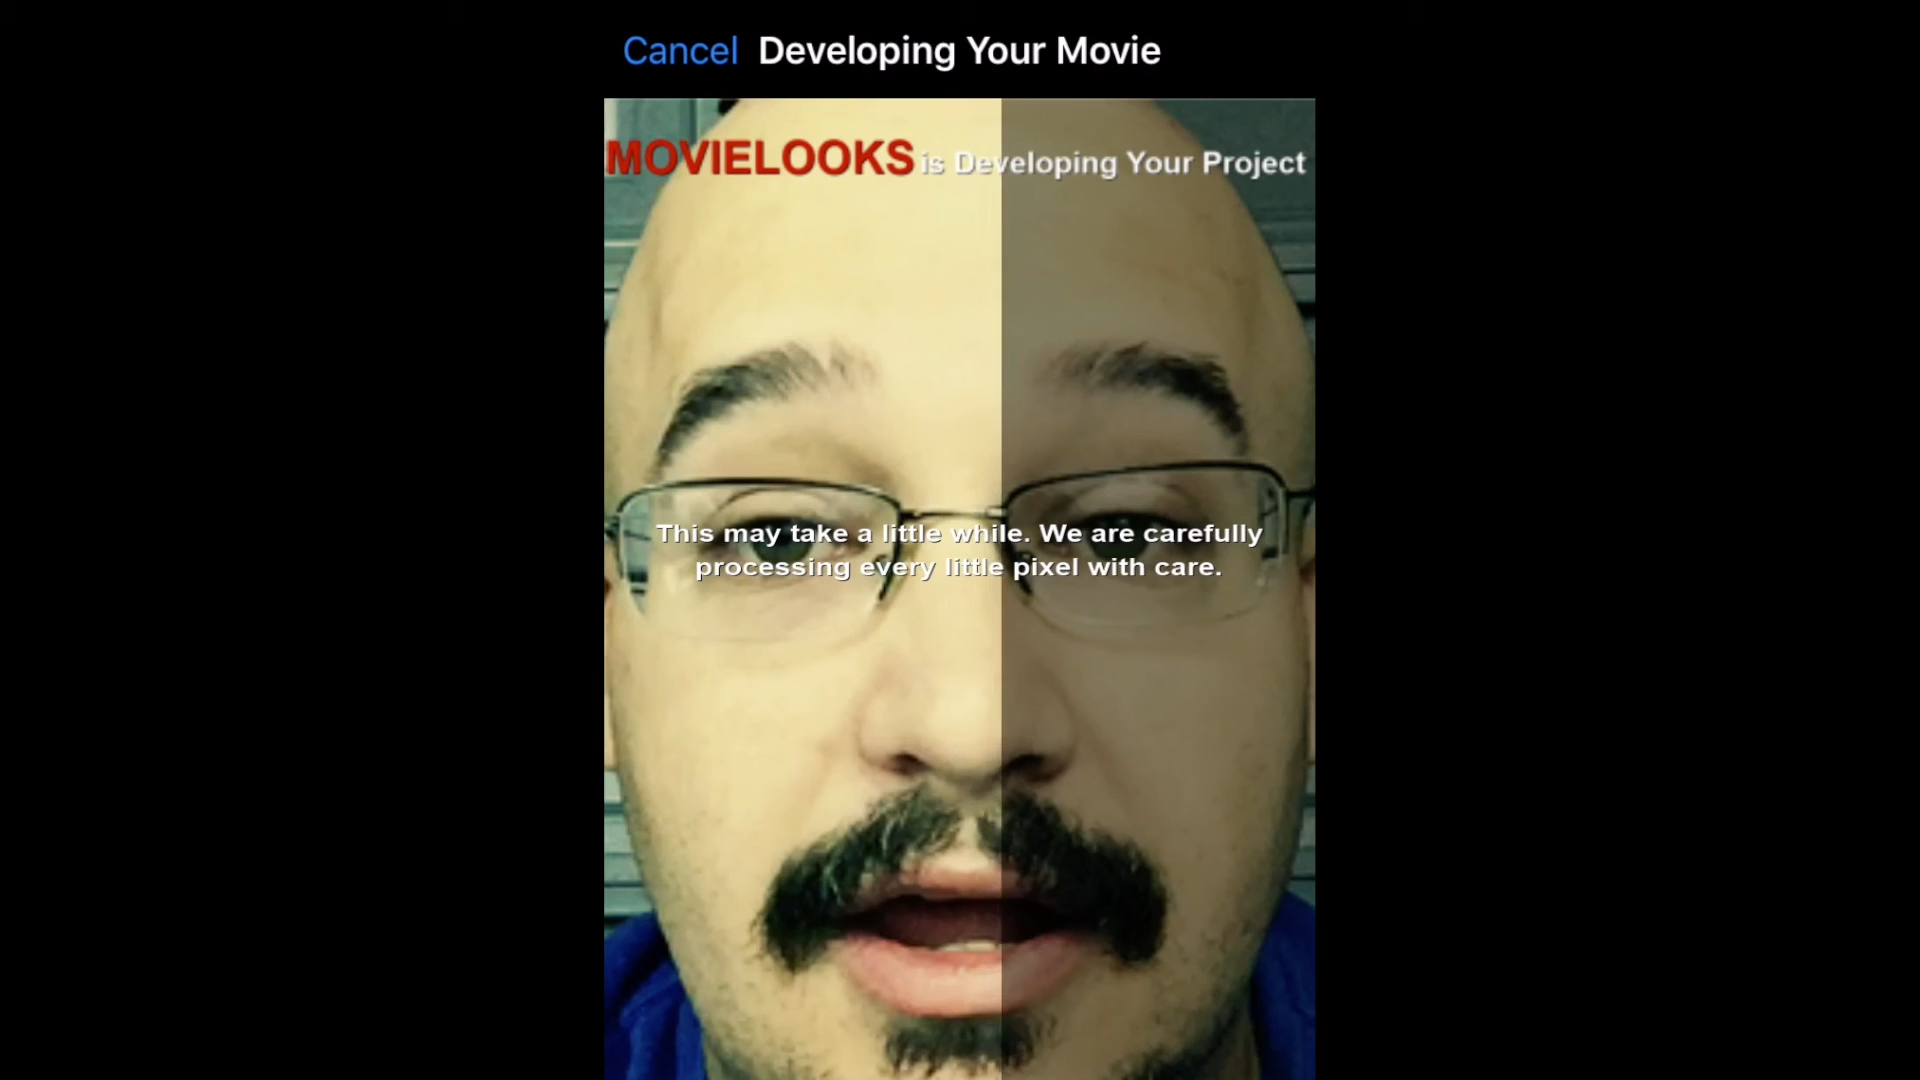 Cancel Developing Your Movie
MOVIELOOKS is Developing Your Project
This may take a little while. We are carefully
processing every little pixel with care.